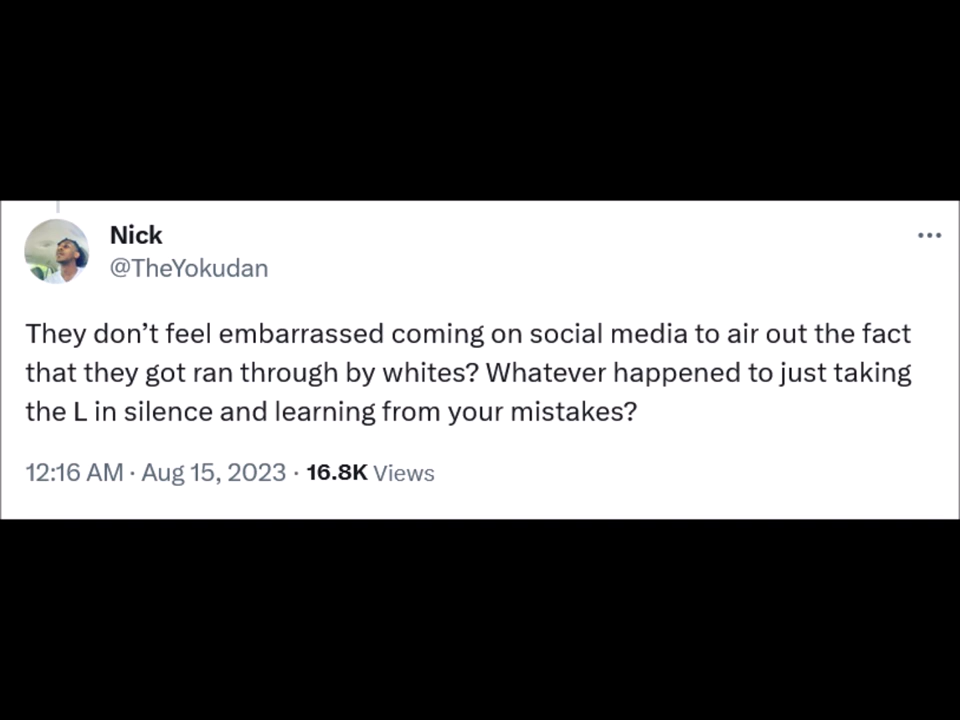 Nick
@TheYokudan
They don’t feel embarrassed coming on social media to air out the fact
that they got ran through by whites? Whatever happened to just taking
the L in silence and learning from your mistakes?
12:16 AM · Aug 15, 2023 · 16.8K Views